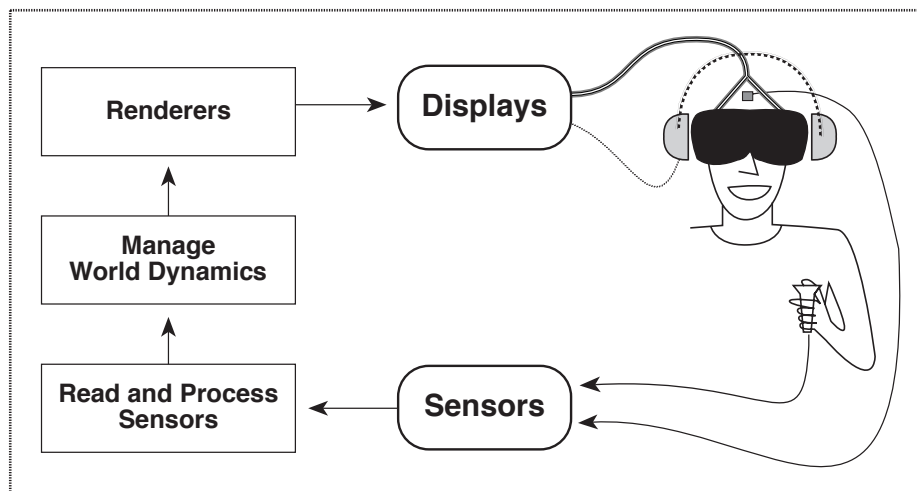 Renderers
Displays
Manage
World Dynamics
Read and Process
Sensors
Sensors